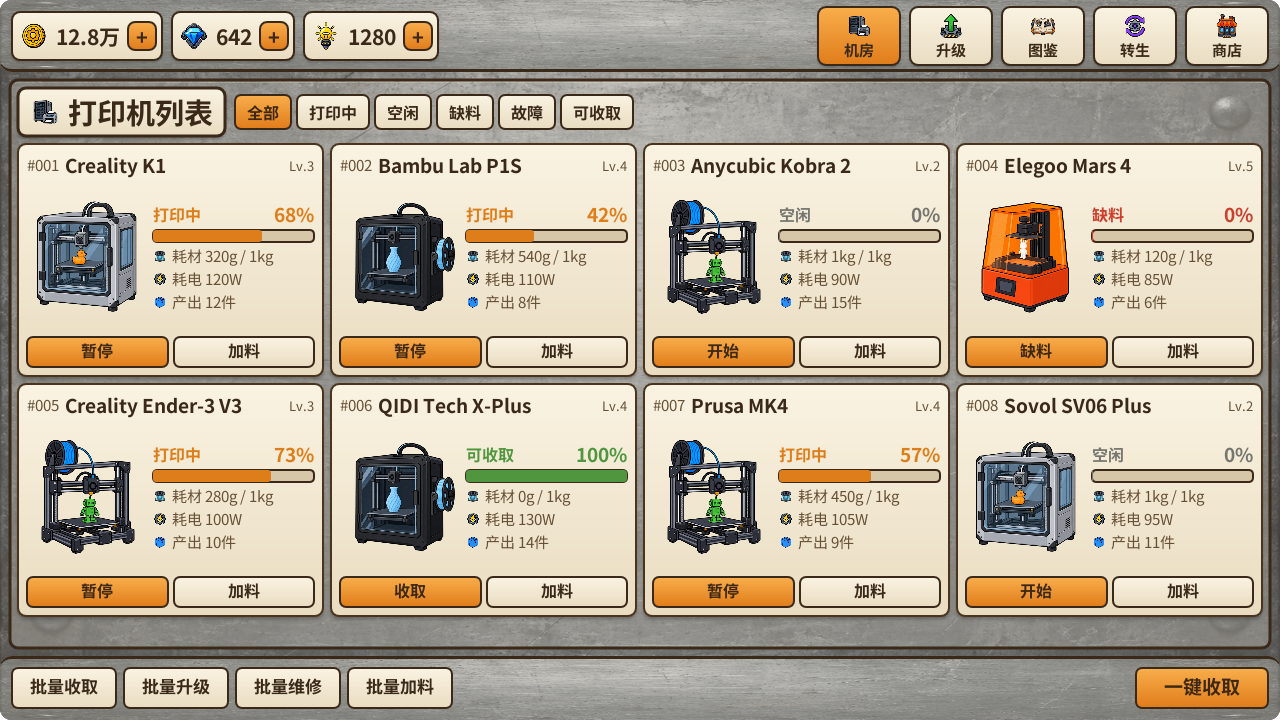 12.8万 + 642 + 1280 +
机房 升级 图鉴 转生 商店
打印机列表 全部 打印中 空闲 缺料 故障 可收取
#001 Creality K1 Lv.3
打印中 68%
耗材 320g / 1kg
耗电 120W
产出 12件
暂停 加料
#002 Bambu Lab P1S Lv.4
打印中 42%
耗材 540g / 1kg
耗电 110W
产出 8件
暂停 加料
#003 Anycubic Kobra 2 Lv.2
空闲 0%
耗材 1kg / 1kg
耗电 90W
产出 15件
开始 加料
#004 Elegoo Mars 4 Lv.5
缺料 0%
耗材 120g / 1kg
耗电 85W
产出 6件
缺料 加料
#005 Creality Ender-3 V3 Lv.3
打印中 73%
耗材 280g / 1kg
耗电 100W
产出 10件
暂停 加料
#006 QIDI Tech X-Plus Lv.4
可收取 100%
耗材 0g / 1kg
耗电 130W
产出 14件
收取 加料
#007 Prusa MK4 Lv.4
打印中 57%
耗材 450g / 1kg
耗电 105W
产出 9件
暂停 加料
#008 Sovol SV06 Plus Lv.2
空闲 0%
耗材 1kg / 1kg
耗电 95W
产出 11件
开始 加料
批量收取 批量升级 批量维修 批量加料 一键收取